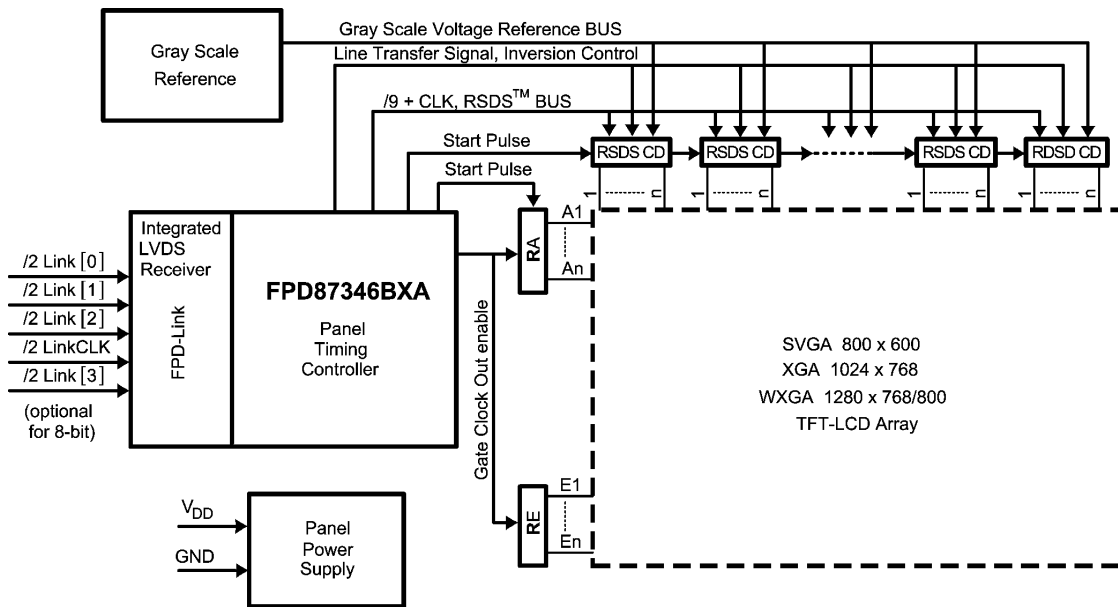 Gray Scale
Reference
Gray Scale Voltage Reference BUS
Line Transfer Signal, Inversion Control
/9 + CLK, RSDS™ BUS
Start Pulse
Start Pulse
RSDS CD
RSDS CD
RSDS CD
RDSD CD
1 n
1 n
1 n
1 n
Integrated
LVDS
Receiver
FPD-Link
FPD87346BXA
Panel
Timing
Controller
/2 Link [0]
/2 Link [1]
/2 Link [2]
/2 LinkCLK
/2 Link [3]
(optional
for 8-bit)
Gate Clock Out enable
RA
A1
An
RE
E1
En
SVGA 800 x 600
XGA 1024 x 768
WXGA 1280 x 768/800
TFT-LCD Array
VDD
GND
Panel
Power
Supply